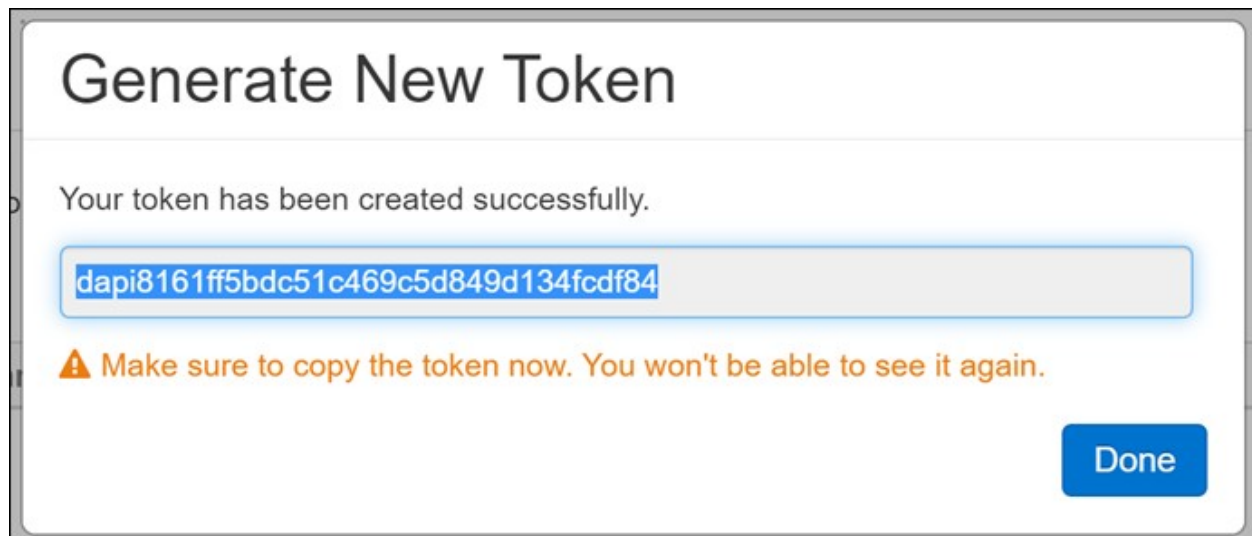 Generate New Token
Your token has been created successfully.
dapi8161ff5bdc51c469c5d849d134fcdf84
Make sure to copy the token now. You won't be able to see it again.
Done